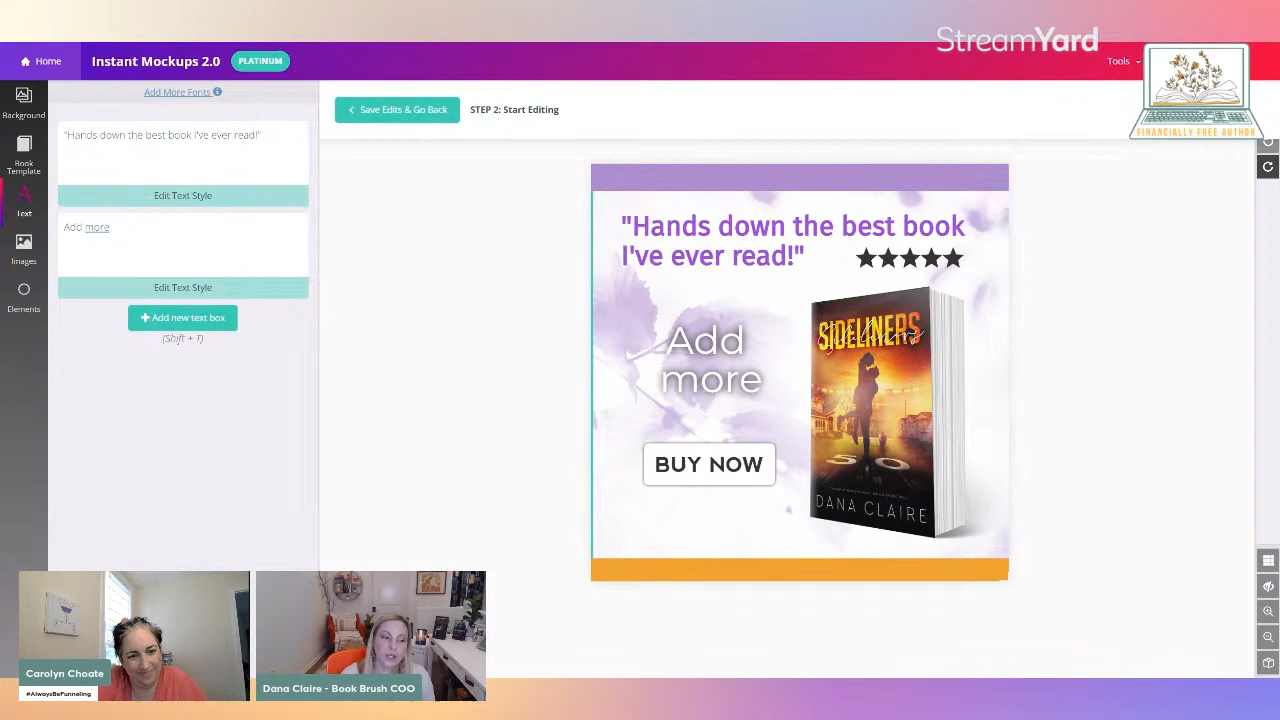 StreamYard
Home
Instant Mockups 2.0
PLATINUM
Tools
FINANCIALLY FREE AUTHOR
Add More Fonts
Save Edits & Go Back
STEP 2: Start Editing
Background
Book
Template
Text
Images
Elements
"Hands down the best book I've ever read!"
Edit Text Style
Add more
Edit Text Style
Add new text box
(Shift + T)
"Hands down the best book
I've ever read!"
Add
more
BUY NOW
SIDELINERS
Sideliners
50
DANA CLAIRE
Carolyn Choate
#AlwaysBeFunneling
Dana Claire - Book Brush COO